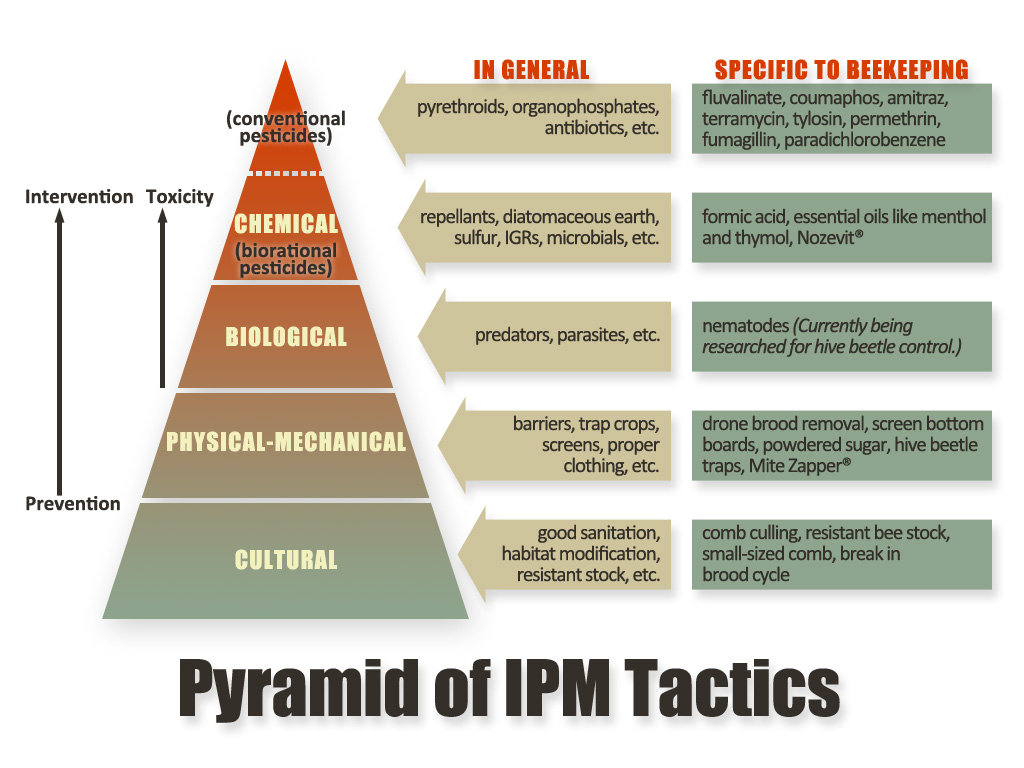 IN GENERAL
SPECIFIC TO BEEKEEPING
(conventional
pesticides)
pyrethroids, organophosphates,
antibiotics, etc.
fluvalinate, coumaphos, amitraz,
terramycin, tylosin, permethrin,
fumagillin, paradichlorobenzene
Intervention
Toxicity
CHEMICAL
(biorational
pesticides)
repellants, diatomaceous earth,
sulfur, IGRs, microbials, etc.
formic acid, essential oils like menthol
and thymol, Nozevit®
BIOLOGICAL
predators, parasites, etc.
nematodes (Currently being
researched for hive beetle control.)
PHYSICAL-MECHANICAL
barriers, trap crops,
screens, proper
clothing, etc.
drone brood removal, screen bottom
boards, powdered sugar, hive beetle
traps, Mite Zapper®
Prevention
CULTURAL
good sanitation,
habitat modification,
resistant stock, etc.
comb culling, resistant bee stock,
small-sized comb, break in
brood cycle
Pyramid of IPM Tactics